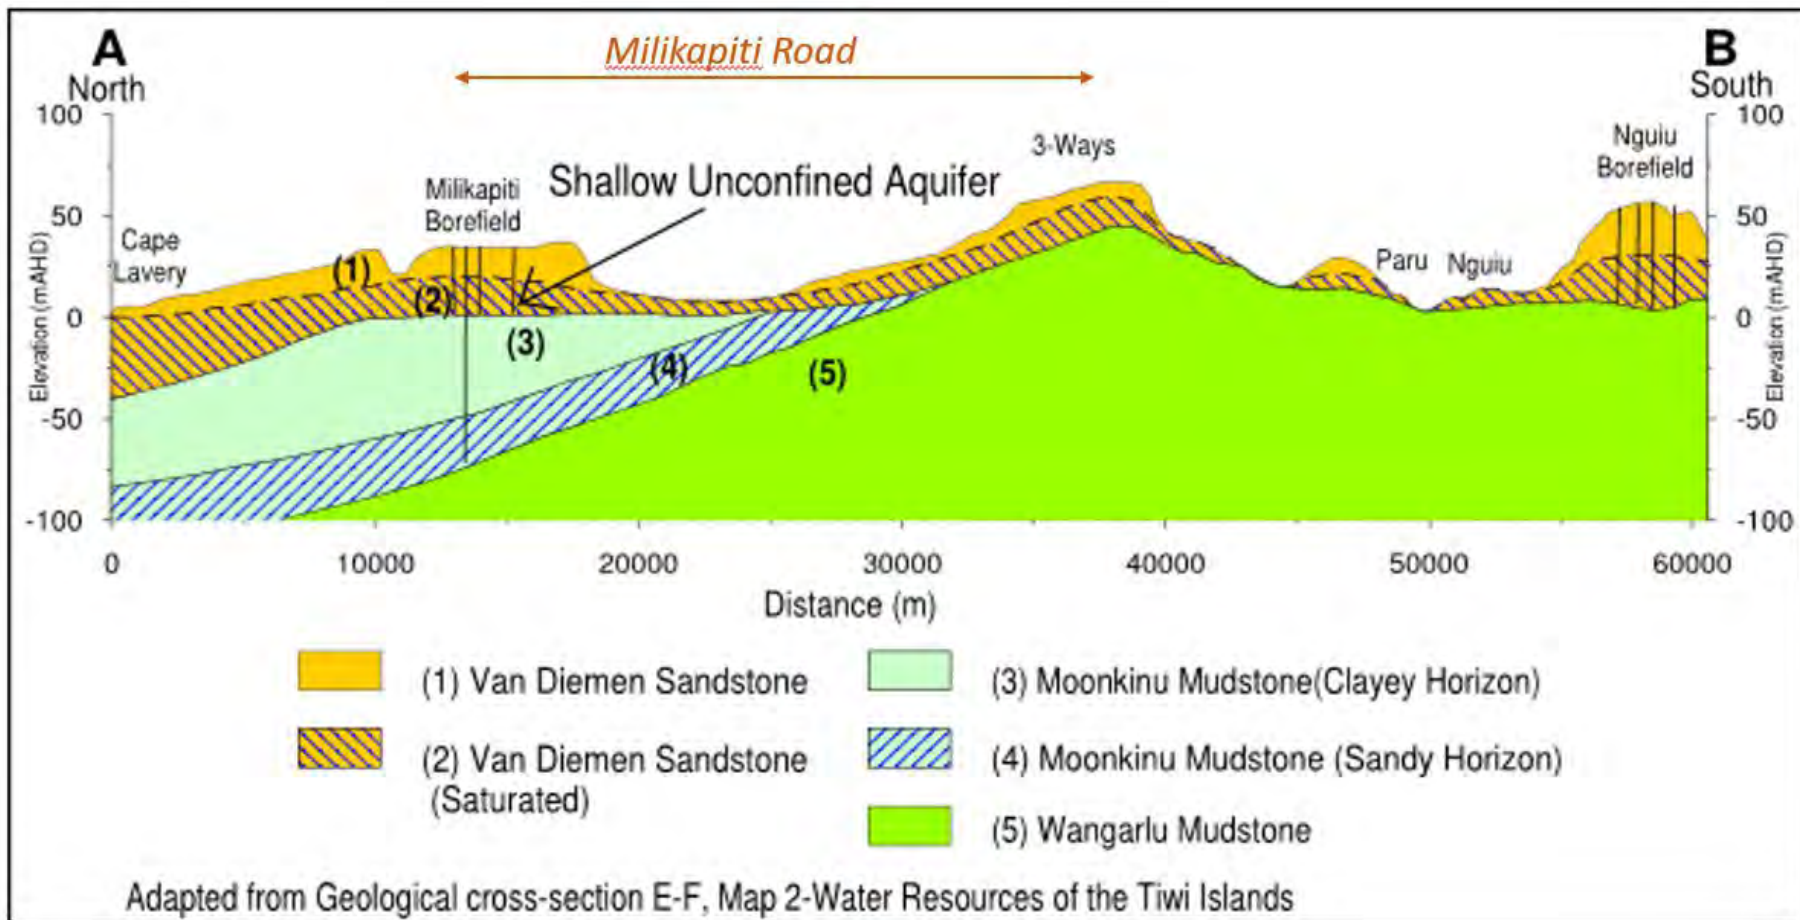 A
Milikapiti Road
B
North
South
100
100
3-Ways
Nguiu
Borefield
Milikapiti
Borefield
Shallow Unconfined Aquifer
50
50
Cape
Lavery
(1)
Paru
Nguiu
(2)
0
0
(3)
(4)
(5)
Elevation (mAHD)
Elevation (mAHD)
-50
-50
-100
-100
0
10000
20000
30000
40000
50000
60000
Distance (m)
(1) Van Diemen Sandstone
(2) Van Diemen Sandstone
(Saturated)
(3) Moonkinu Mudstone(Clayey Horizon)
(4) Moonkinu Mudstone (Sandy Horizon)
(5) Wangarlu Mudstone
Adapted from Geological cross-section E-F, Map 2-Water Resources of the Tiwi Islands